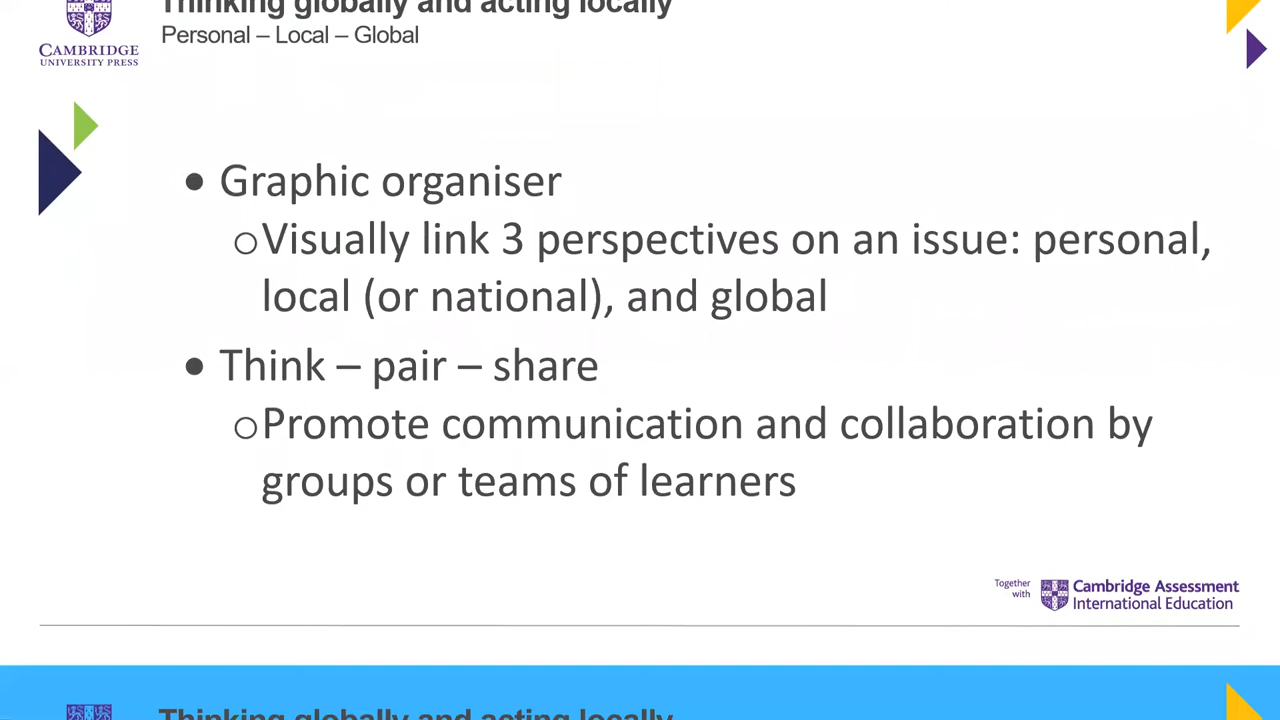 Thinking globally and acting locally
Personal – Local – Global
CAMBRIDGE
UNIVERSITY PRESS
• Graphic organiser
oVisually link 3 perspectives on an issue: personal,
local (or national), and global
• Think – pair – share
oPromote communication and collaboration by
groups or teams of learners
Together
with
Cambridge Assessment
International Education
Thinking globally and acting locally